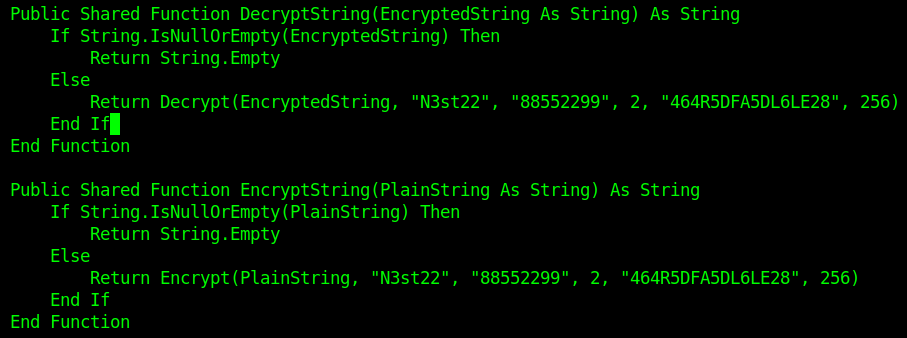 Public Shared Function DecryptString(EncryptedString As String) As String
    If String.IsNullOrEmpty(EncryptedString) Then
        Return String.Empty
    Else
        Return Decrypt(EncryptedString, "N3st22", "88552299", 2, "464R5DFA5DL6LE28", 256)
    End If
End Function

Public Shared Function EncryptString(PlainString As String) As String
    If String.IsNullOrEmpty(PlainString) Then
        Return String.Empty
    Else
        Return Encrypt(PlainString, "N3st22", "88552299", 2, "464R5DFA5DL6LE28", 256)
    End If
End Function